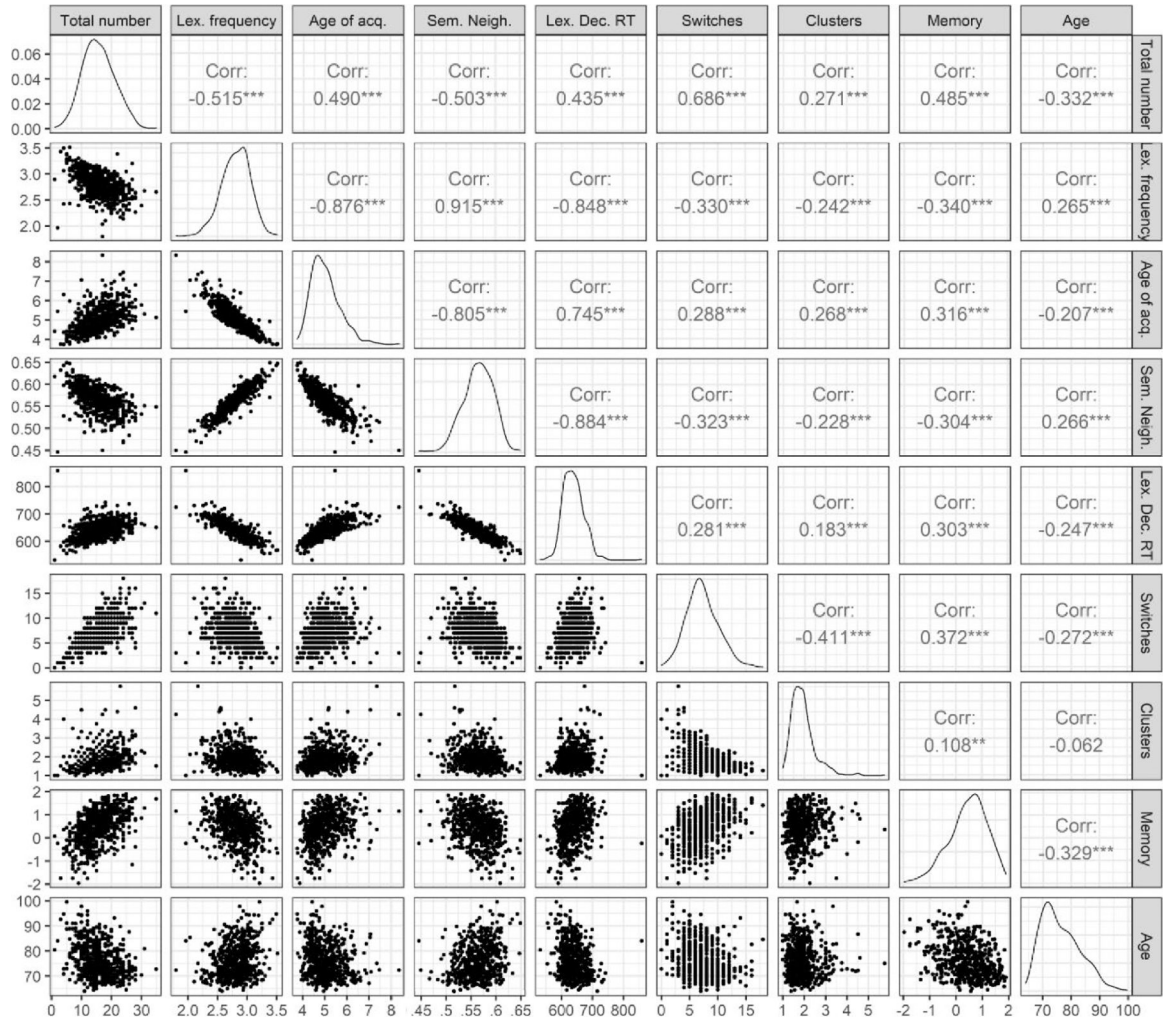 Total number Lex. frequency Age of acq. Sem. Neigh. Lex. Dec. RT Switches Clusters Memory Age
0.06
0.04
0.02
0.00
Corr:
-0.515***
Corr:
0.490***
Corr:
-0.503***
Corr:
0.435***
Corr:
0.686***
Corr:
0.271***
Corr:
0.485***
Corr:
-0.332***
Total number
3.5
3.0
2.5
2.0
Corr:
-0.876***
Corr:
0.915***
Corr:
-0.848***
Corr:
-0.330***
Corr:
-0.242***
Corr:
-0.340***
Corr:
0.265***
Lex. frequency
8
7
6
5
4
Corr:
-0.805***
Corr:
0.745***
Corr:
0.288***
Corr:
0.268***
Corr:
0.316***
Corr:
-0.207***
Age of acq.
0.65
0.60
0.55
0.50
0.45
Corr:
-0.884***
Corr:
-0.323***
Corr:
-0.228***
Corr:
-0.304***
Corr:
0.266***
Sem. Neigh.
800
700
600
Corr:
0.281***
Corr:
0.183***
Corr:
0.303***
Corr:
-0.247***
Lex. Dec. RT
15
10
5
0
Corr:
-0.411***
Corr:
0.372***
Corr:
-0.272***
Switches
5
4
3
2
1
Corr:
0.108**
Corr:
-0.062
Clusters
2
1
0
-1
-2
Corr:
-0.329***
Memory
100
90
80
70
Age
0 10 20 30 2.0 2.5 3.0 3.5 4 5 6 7 8 .45 .5 .55 .6 .65 600 700 800 0 5 10 15 1 2 3 4 5 -2 -1 0 1 2 70 80 90 100